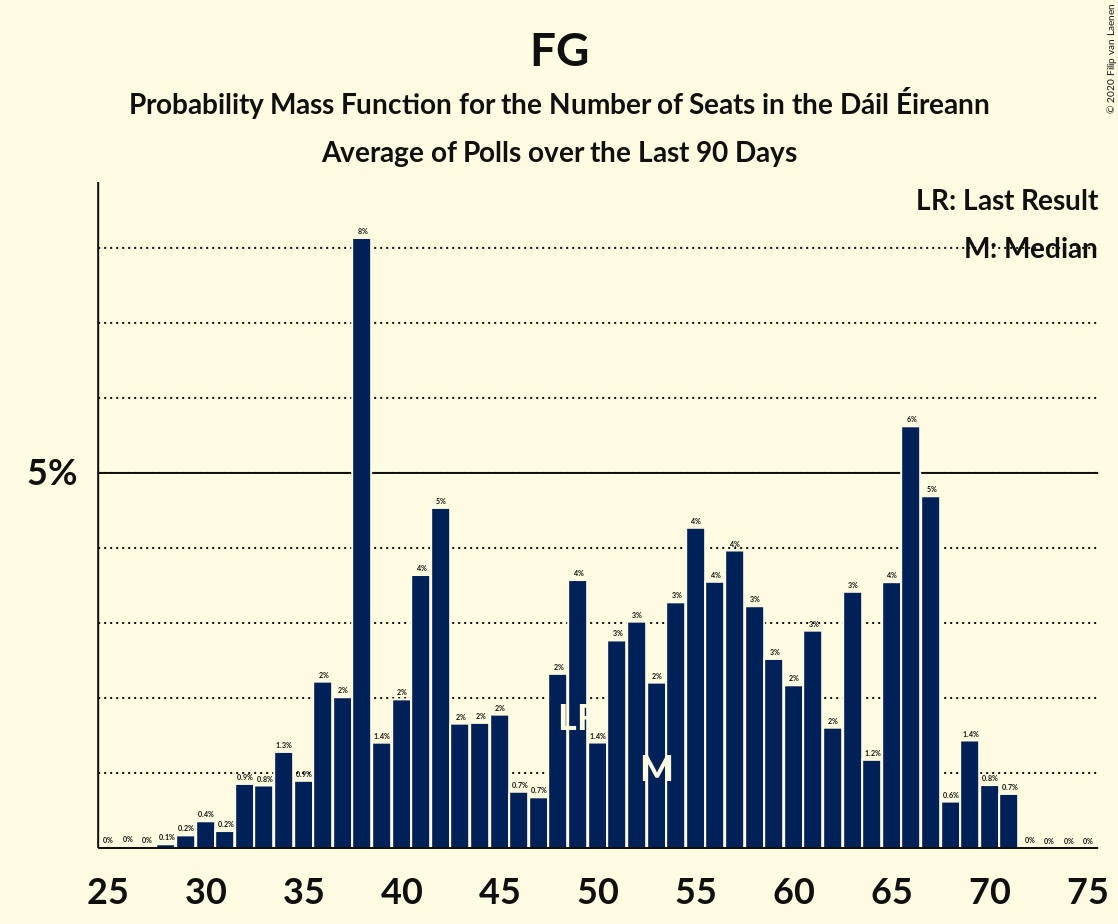 FG
Probability Mass Function for the Number of Seats in the Dáil Éireann
Average of Polls over the Last 90 Days
© 2020 Filip van Laenen
LR: Last Result
M: Median
5%
0% 0% 0% 0.1% 0.2% 0.4% 0.2% 0.9% 0.8% 1.3% 0.9% 2% 2% 8% 1.4% 2% 4% 5% 2% 2% 2% 0.7% 0.7% 2% 4% 1.4% 3% 3% 2% 3% 4% 4% 4% 3% 3% 2% 3% 2% 3% 1.2% 4% 6% 5% 0.6% 1.4% 0.8% 0.7% 0% 0% 0% 0%
LR
M
25 30 35 40 45 50 55 60 65 70 75